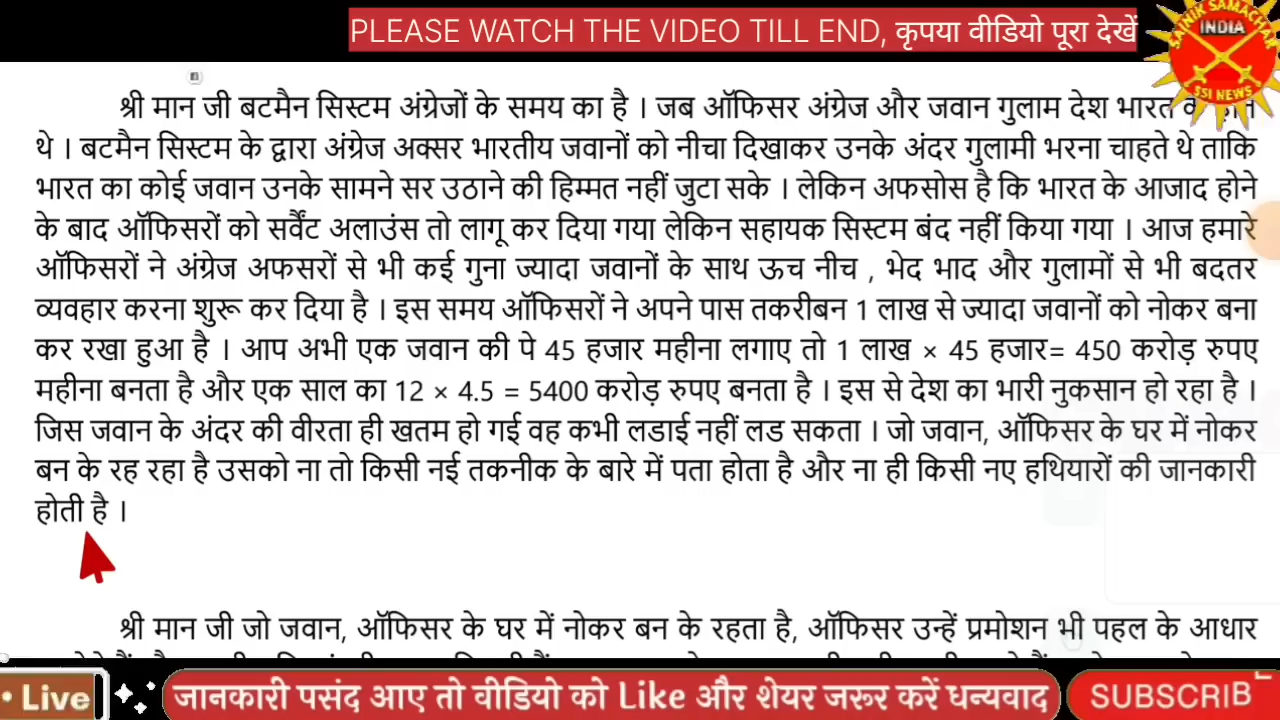 PLEASE WATCH THE VIDEO TILL END, कृपया वीडियो पूरा देखें
SAINIK SAMACHAR
INDIA
SSI NEWS
श्री मान जी बटमैन सिस्टम अंग्रेजों के समय का है । जब ऑफिसर अंग्रेज और जवान गुलाम देश भारत
थे । बटमैन सिस्टम के द्वारा अंग्रेज अक्सर भारतीय जवानों को नीचा दिखाकर उनके अंदर गुलामी भरना चाहते थे ताकि
भारत का कोई जवान उनके सामने सर उठाने की हिम्मत नहीं जुटा सके । लेकिन अफसोस है कि भारत के आजाद होने
के बाद ऑफिसरों को सर्वैंट अलाउंस तो लागू कर दिया गया लेकिन सहायक सिस्टम बंद नहीं किया गया । आज हमारे
ऑफिसरों ने अंग्रेज अफसरों से भी कई गुना ज्यादा जवानों के साथ ऊच नीच , भेद भाद और गुलामों से भी बदतर
व्यवहार करना शुरू कर दिया है । इस समय ऑफिसरों ने अपने पास तकरीबन 1 लाख से ज्यादा जवानों को नोकर बना
कर रखा हुआ है । आप अभी एक जवान की पे 45 हजार महीना लगाए तो 1 लाख × 45 हजार= 450 करोड़ रुपए
महीना बनता है और एक साल का 12 × 4.5 = 5400 करोड़ रुपए बनता है । इस से देश का भारी नुकसान हो रहा है ।
जिस जवान के अंदर की वीरता ही खतम हो गई वह कभी लडाई नहीं लड सकता । जो जवान, ऑफिसर के घर में नोकर
बन के रह रहा है उसको ना तो किसी नई तकनीक के बारे में पता होता है और ना ही किसी नए हथियारों की जानकारी
होती है ।
श्री मान जी जो जवान, ऑफिसर के घर में नोकर बन के रहता है, ऑफिसर उन्हें प्रमोशन भी पहल के आधार
• Live
जानकारी पसंद आए तो वीडियो को Like और शेयर जरूर करें धन्यवाद
SUBSCRIB